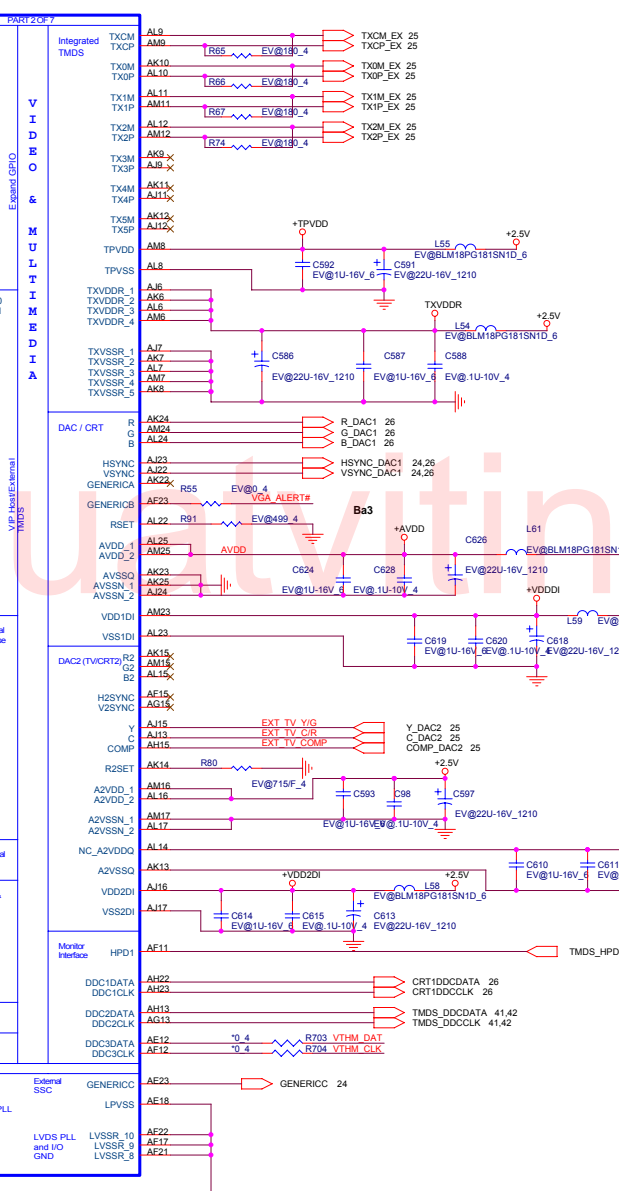 PART 2 OF 7
Integrated
TMDS
TXCM AL9 TXCM_EX 25
TXCP AM9 R65 EV@180_4 TXCP_EX 25
TX0M AK10 TX0M_EX 25
TX0P AL10 R66 EV@180_4 TX0P_EX 25
TX1M AL11 TX1M_EX 25
TX1P AM11 R67 EV@180_4 TX1P_EX 25
TX2M AL12 TX2M_EX 25
TX2P AM12 R74 EV@180_4 TX2P_EX 25
TX3M AK9
TX3P AJ9
TX4M AK11
TX4P AJ11
TX5M AK12
TX5P AJ12
Expand GPIO
VIDEO & MULTIMEDIA
+TPVDD
+2.5V
TPVDD AM8 L55
EV@BLM18PG181SN1D_6
TPVSS AL8 C592 C591
EV@1U-16V_6 EV@22U-16V_1210
TXVDDR_1 AJ6
TXVDDR_2 AK6
TXVDDR_3 AL6
TXVDDR_4 AM6
TXVDDR
+2.5V
L54
EV@BLM18PG181SN1D_6
TXVSSR_1 AJ7
TXVSSR_2 AK7
TXVSSR_3 AL7
TXVSSR_4 AM7
TXVSSR_5 AK8
C586 C587 C588
EV@22U-16V_1210 EV@1U-16V_6 EV@.1U-10V_4
DAC / CRT
R AK24 R_DAC1 26
G AM24 G_DAC1 26
B AL24 B_DAC1 26
HSYNC AJ23 HSYNC_DAC1 24,26
VSYNC AJ22 VSYNC_DAC1 24,26
GENERICA AK22
GENERICB AF23 R55 EV@0_4 VGA_ALERT#
RSET AL22 R91 EV@499_4
Ba3
VIP Host/External
TMDS
uatvitin
AVDD_1 AL25
AVDD_2 AM25 AVDD
+AVDD
C626 L61
EV@BLM18PG181SN1
EV@22U-16V_1210
AVSSQ AK23
AVSSN_1 AK25
AVSSN_2 AJ24
C624 C628
EV@1U-16V_6 EV@.1U-10V_4
+VDDDI
VDD1DI AM23 L59 EV@
VSS1DI AL23 C619 C620 C618
EV@1U-16V_6 EV@.1U-10V_4 EV@22U-16V_12
DAC2 (TV/CRT2)
R2 AK15
G2 AM15
B2 AL15
H2SYNC AF15
V2SYNC AG15
Y AJ15 EXT_TV_Y/G Y_DAC2 25
C AJ13 EXT_TV_C/R C_DAC2 25
COMP AH15 EXT_TV_COMP COMP_DAC2 25
R2SET AK14 R80
EV@715/F_4
+2.5V
A2VDD_1 AM16
A2VDD_2 AL16
C593 C98 C597
EV@1U-16V_6 EV@.1U-10V_4 EV@22U-16V_1210
A2VSSN_1 AM17
A2VSSN_2 AL17
NC_A2VDDQ AL14
A2VSSQ AK13
C610 C611
EV@1U-16V_6 EV@
+VDD2DI
+2.5V
VDD2DI AJ16 L58
EV@BLM18PG181SN1D_6
VSS2DI AJ17 C614 C615 C613
EV@1U-16V_6 EV@.1U-10V_4 EV@22U-16V_1210
Monitor
Interface
HPD1 AF11 TMDS_HPD
DDC1DATA AH22 CRT1DDCDATA 26
DDC1CLK AH23 CRT1DDCCLK 26
DDC2DATA AH13 TMDS_DDCDATA 41,42
DDC2CLK AG13 TMDS_DDCCLK 41,42
DDC3DATA AE12 *0_4 R703 VTHM_DAT
DDC3CLK AF12 *0_4 R704 VTHM_CLK
External
SSC
GENERICC AE23 GENERICC 24
LPVSS AE18
PLL
LVDS PLL
and I/O
GND
LVSSR_10 AF22
LVSSR_9 AF17
LVSSR_8 AF21